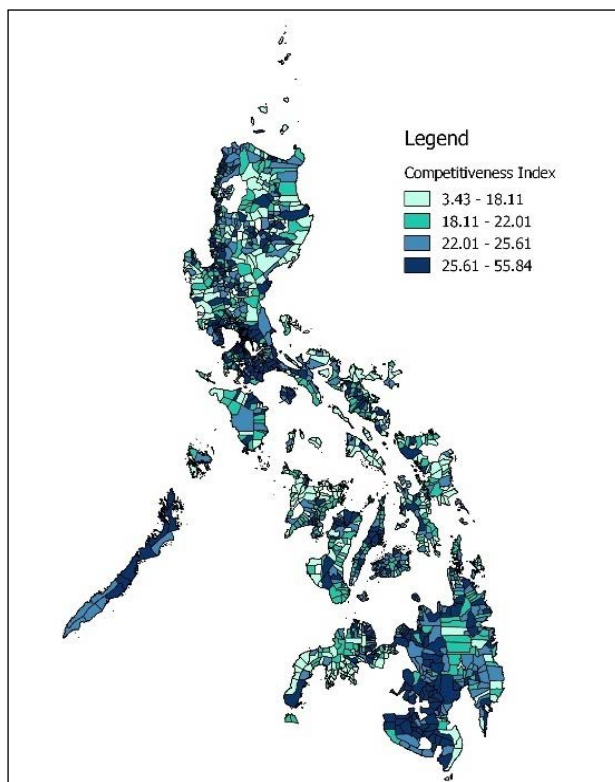 Legend
Competitiveness Index
3.43 - 18.11
18.11 - 22.01
22.01 - 25.61
25.61 - 55.84